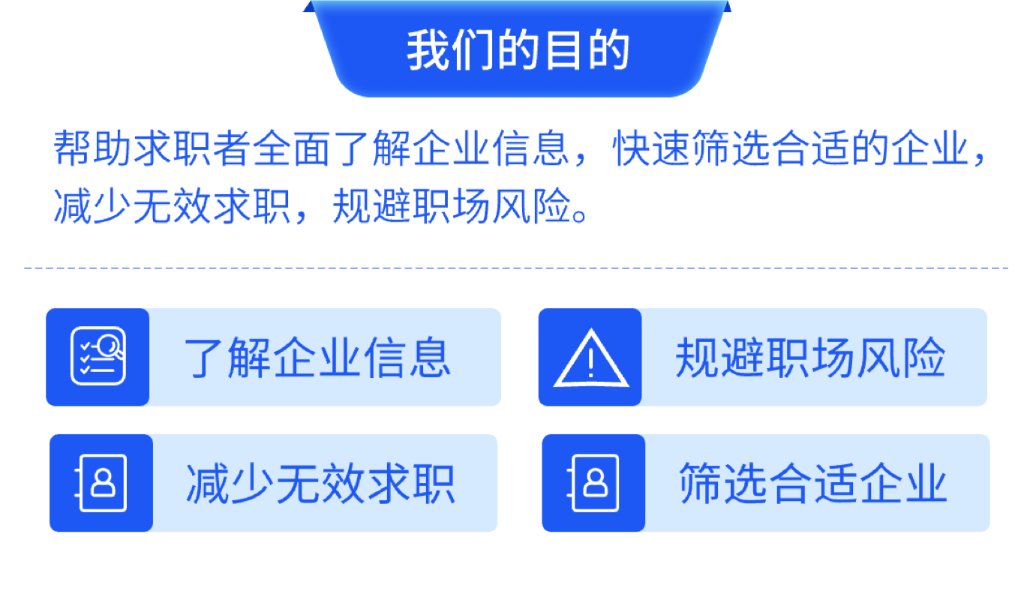 我们的目的
帮助求职者全面了解企业信息，快速筛选合适的企业，
减少无效求职，规避职场风险。
了解企业信息
规避职场风险
减少无效求职
筛选合适企业